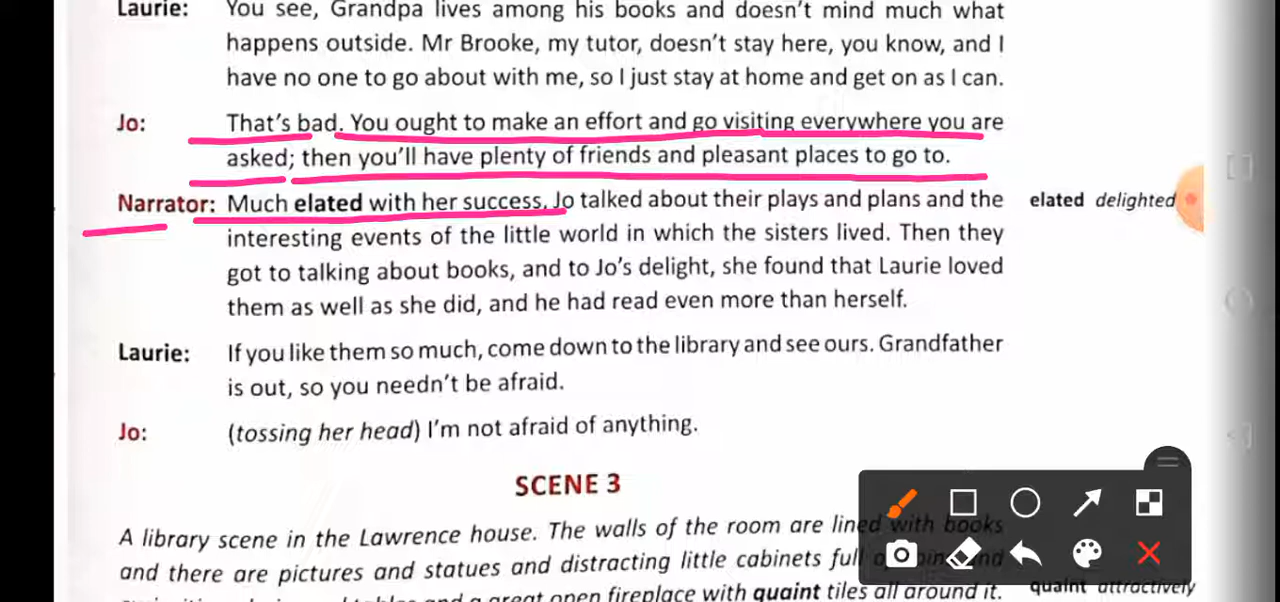 Laurie: You see, Grandpa lives among his books and doesn't mind much what
happens outside. Mr Brooke, my tutor, doesn't stay here, you know, and I
have no one to go about with me, so I just stay at home and get on as I can.
Jo: That's bad. You ought to make an effort and go visiting everywhere you are
asked; then you'll have plenty of friends and pleasant places to go to.
Narrator: Much elated with her success, Jo talked about their plays and plans and the elated delighted
interesting events of the little world in which the sisters lived. Then they
got to talking about books, and to Jo's delight, she found that Laurie loved
them as well as she did, and he had read even more than herself.
Laurie: If you like them so much, come down to the library and see ours. Grandfather
is out, so you needn't be afraid.
Jo: (tossing her head) I'm not afraid of anything.
SCENE 3
A library scene in the Lawrence house. The walls of the room are lined with books
and there are pictures and statues and distracting little cabinets full
great open fireplace with quaint tiles all around it. quaint attractively